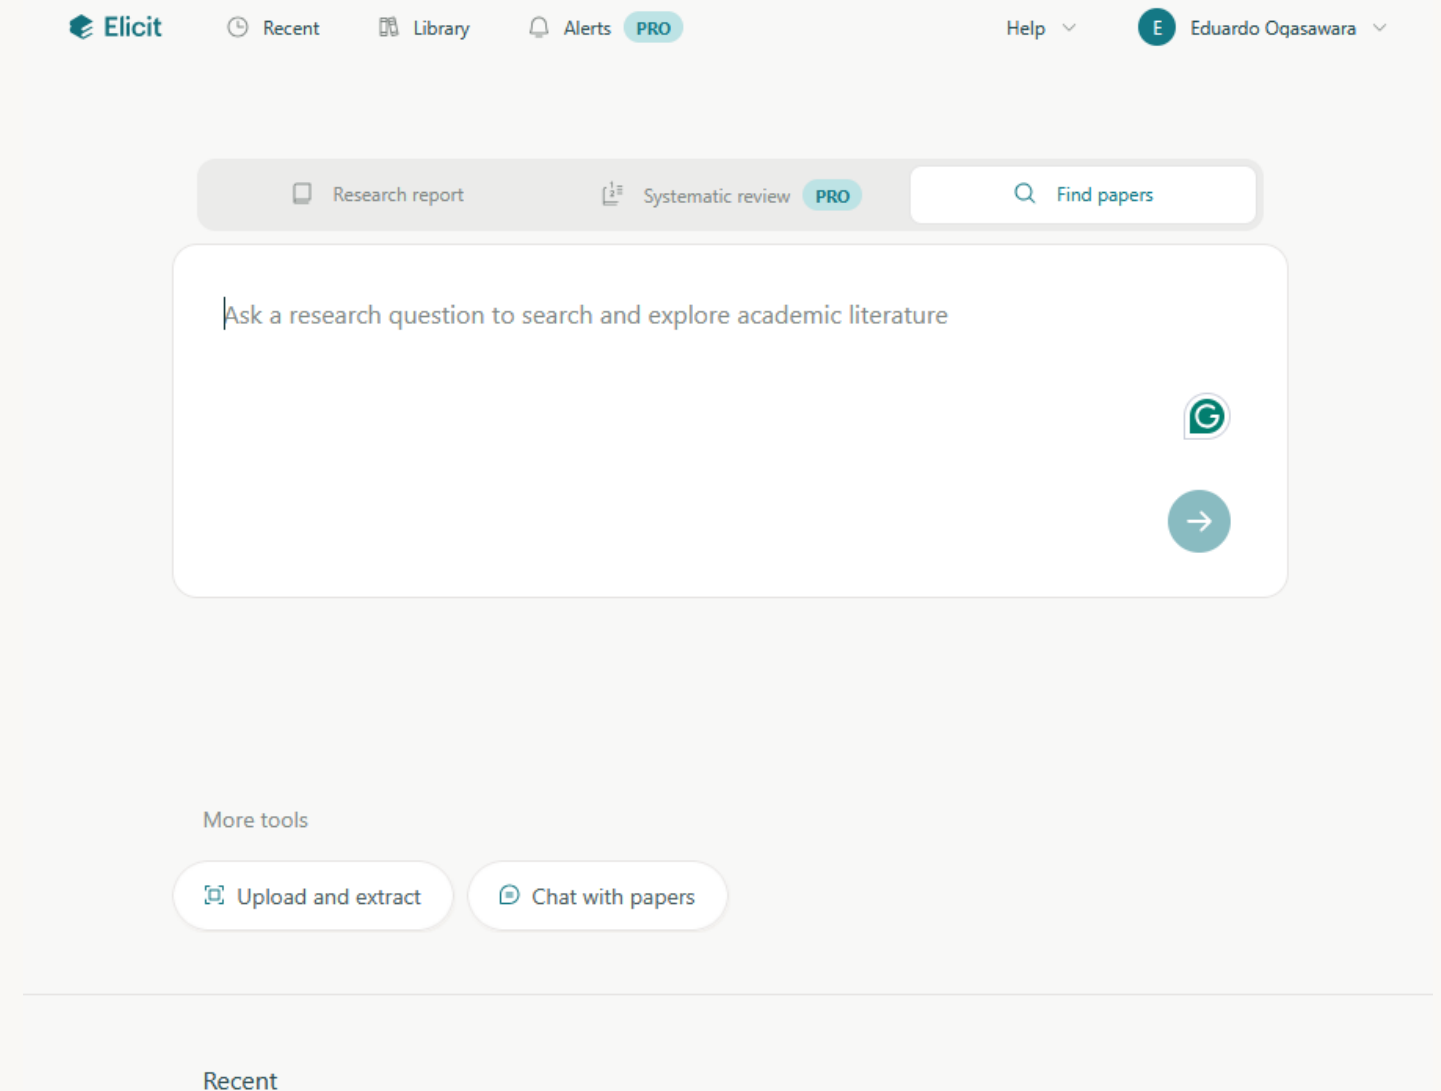 Elicit Recent Library Alerts PRO Help E Eduardo Ogasawara
Research report Systematic review PRO Find papers
Ask a research question to search and explore academic literature
G
More tools
Upload and extract Chat with papers
Recent